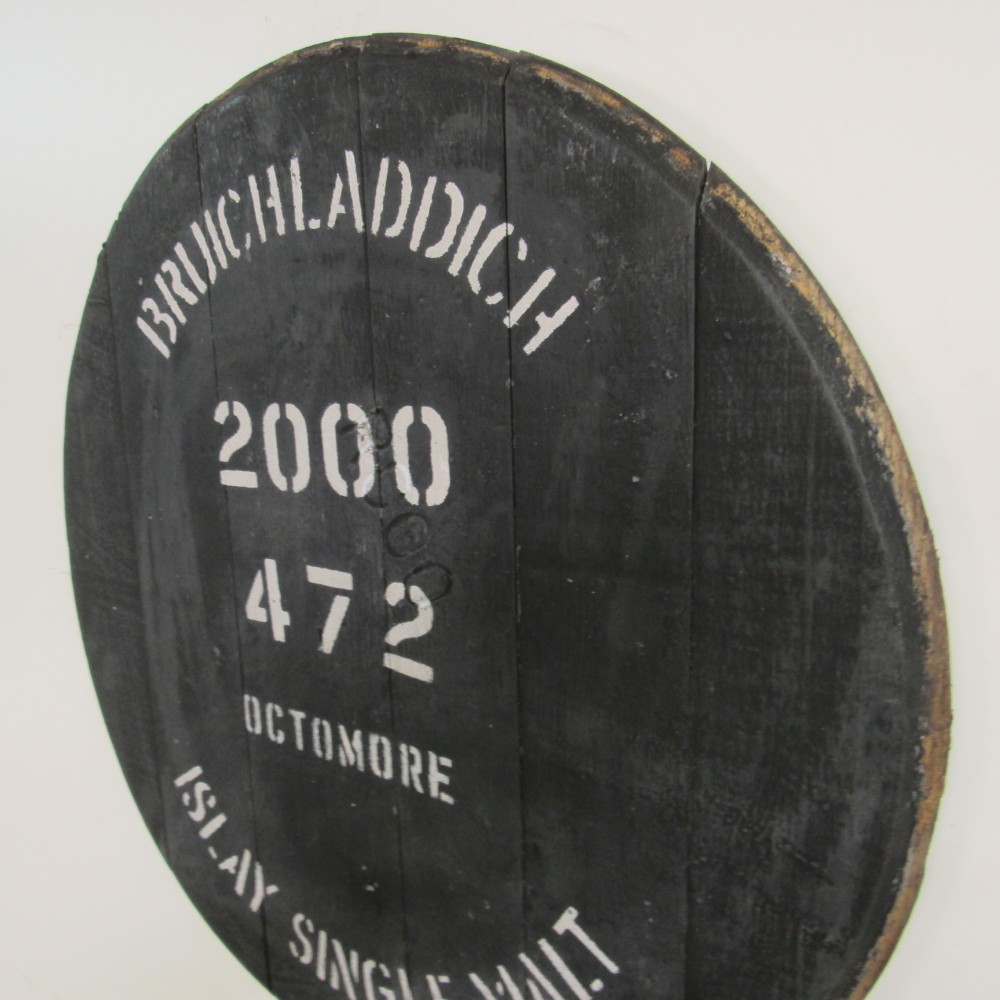 BRUICHLADDICH
2000
472
OCTOMORE
ISLAY SINGLE MALT